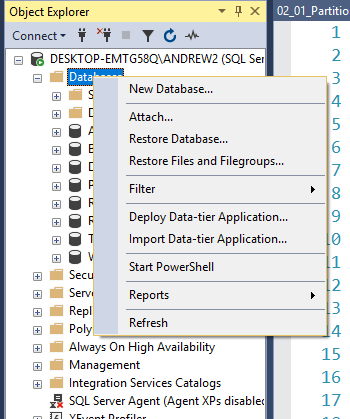 Object Explorer
02_01_Partitio
Connect
DESKTOP-EMTG58Q\ANDREW2 (SQL Ser
Databases
New Database...
Attach...
Restore Database...
Restore Files and Filegroups...
Filter
Deploy Data-tier Application...
Import Data-tier Application...
Start PowerShell
Reports
Refresh
S
D
A
B
E
D
P
R
R
T
W
Secu
Serve
Repli
Poly
Always On High Availability
Management
Integration Services Catalogs
SQL Server Agent (Agent XPs disabled
XEvent Profiler
1
2
3
4
5
6
7
8
9
10
11
12
13
14
15
16
17
18